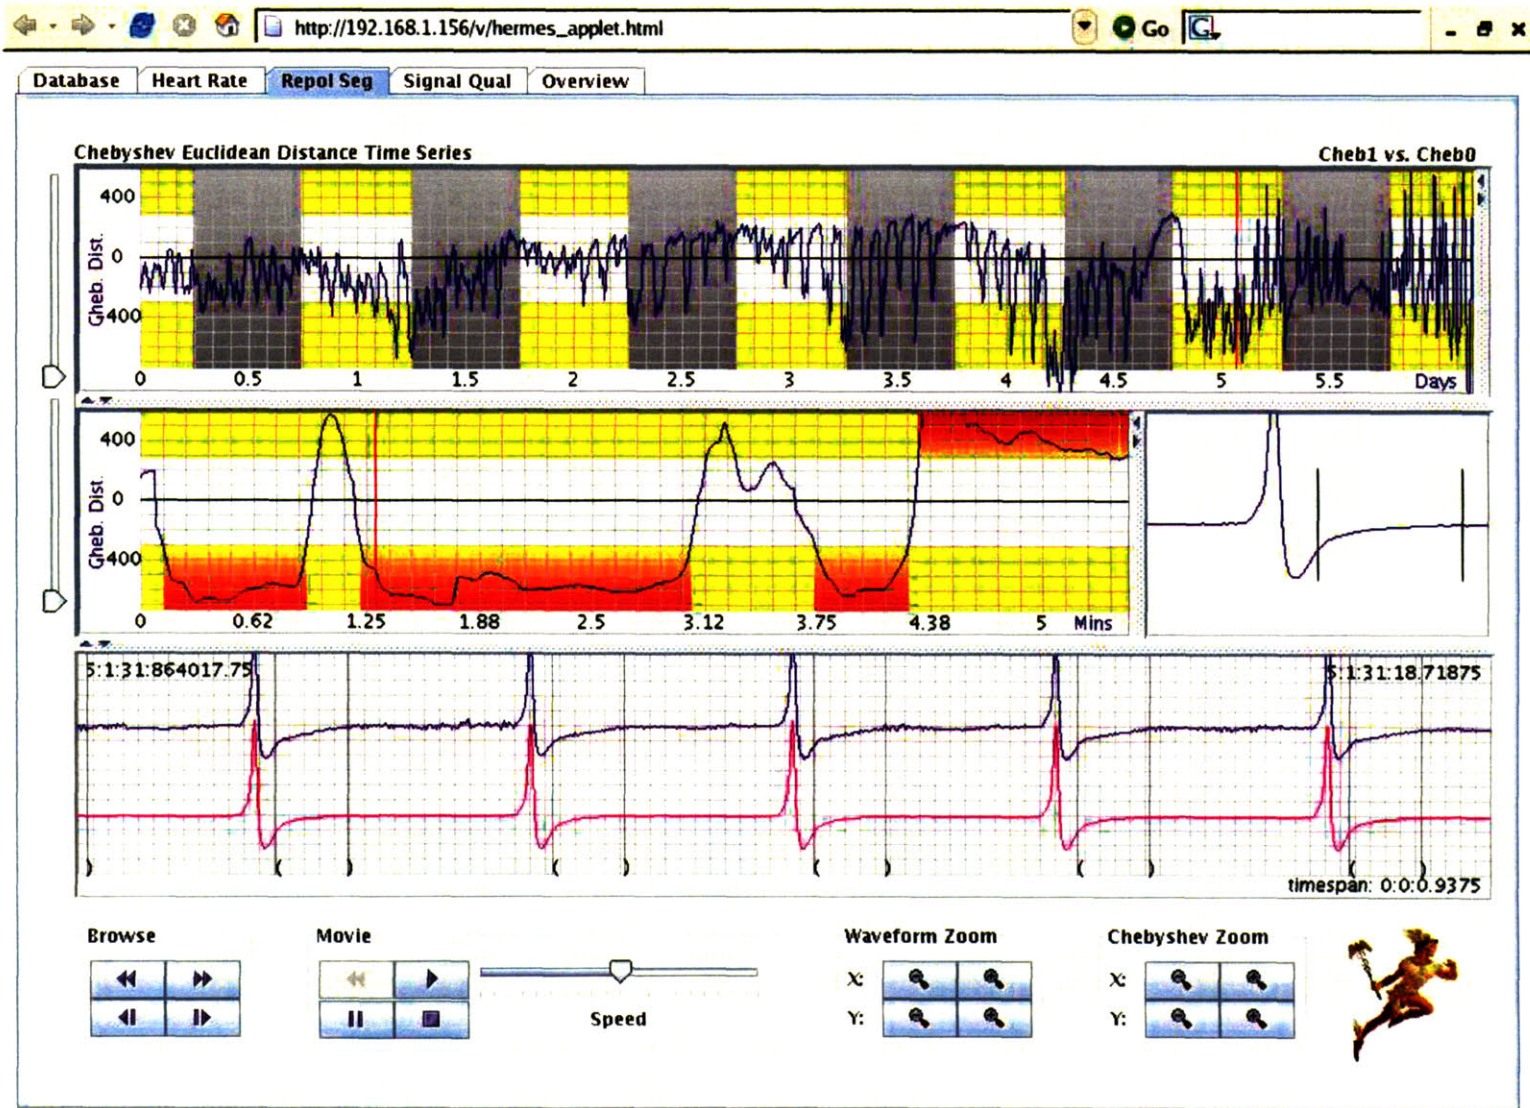 http://192.168.1.156/v/hermes_applet.html Go G
Database Heart Rate Repol Seg Signal Qual Overview
Chebyshev Euclidean Distance Time Series Cheb1 vs. Cheb0
400
0
400
Gheb. Dist.
0 0.5 1 1.5 2 2.5 3 3.5 4 4.5 5 5.5 Days
400
0
400
Gheb. Dist
0 0.62 1.25 1.88 2.5 3.12 3.75 4.38 5 Mins
5:1:31:864017.75 5:1:31:18.71875
timespan: 0:0:0.9375
Browse Movie Waveform Zoom Chebyshev Zoom
X: X:
Speed Y: Y: